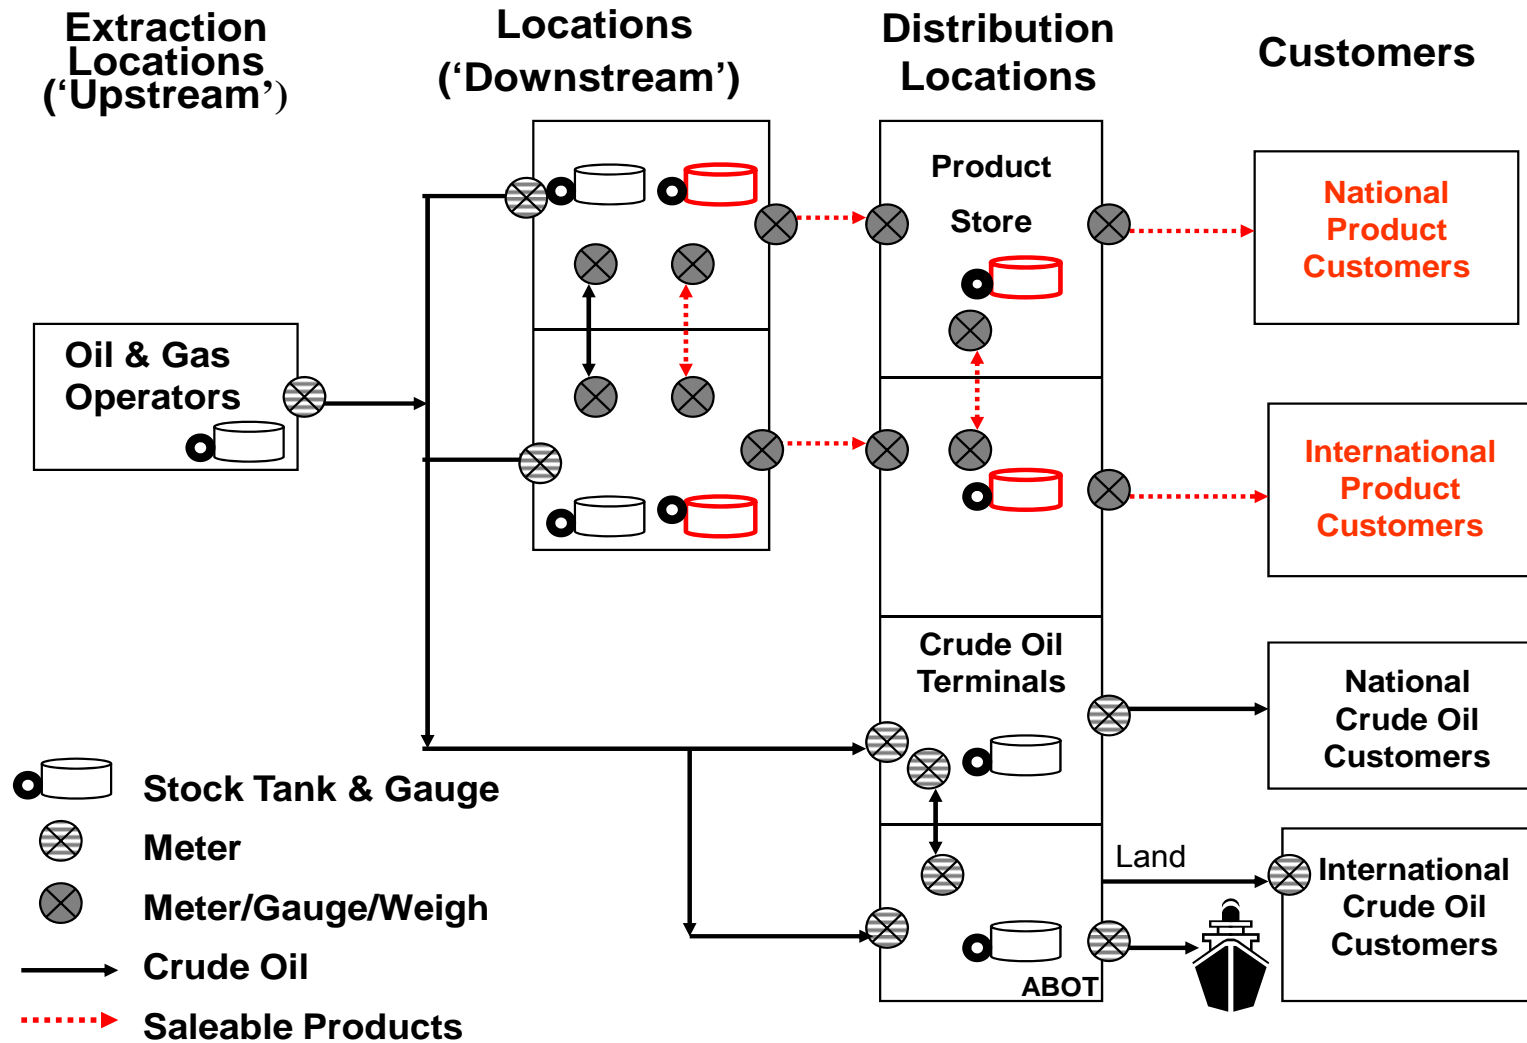 Extraction
Locations
(‘Upstream’)
Locations
(‘Downstream’)
Distribution
Locations
Customers
Product
Store
National
Product
Customers
Oil & Gas
Operators
International
Product
Customers
Crude Oil
Terminals
National
Crude Oil
Customers
Land
International
Crude Oil
Customers
ABOT
Stock Tank & Gauge
Meter
Meter/Gauge/Weigh
Crude Oil
Saleable Products